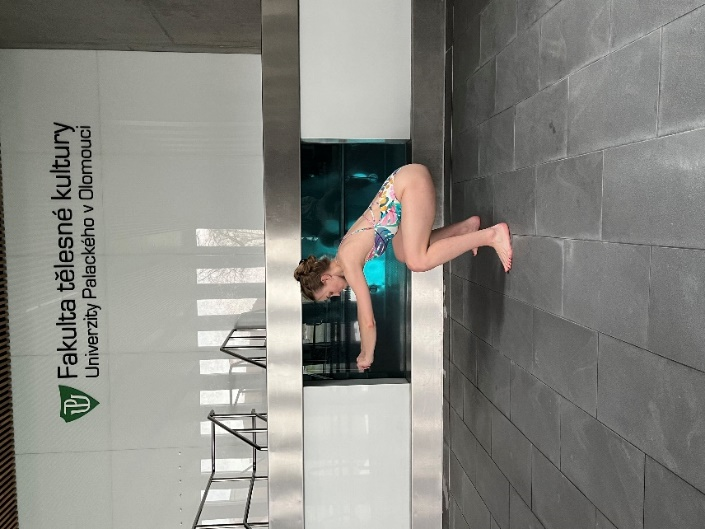 Fakulta tělesné kultury
Univerzity Palackého v Olomouci